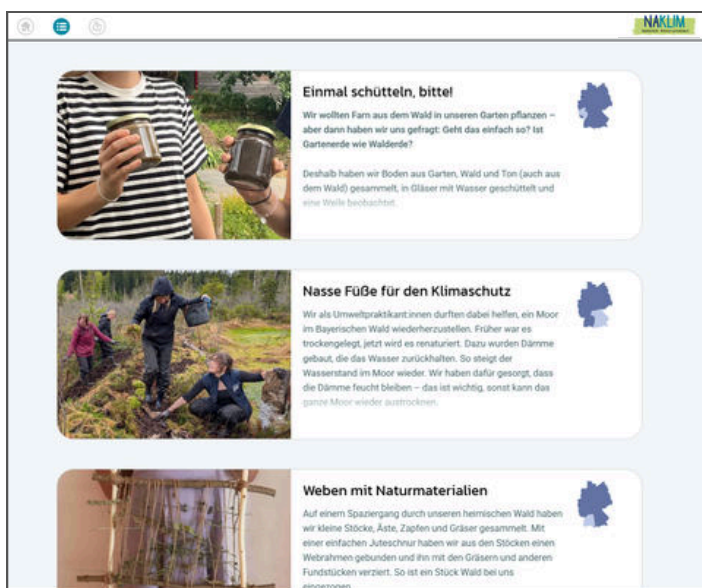 NAKLIM
Einmal schütteln, bitte!
Wir wollten Farn aus dem Wald in unseren Garten pflanzen –
aber dann haben wir uns gefragt: Geht das einfach so? Ist
Gartenerde wie Walderde?
Deshalb haben wir Boden aus Garten, Wald und Ton (auch aus
dem Wald) gesammelt, in Gläser mit Wasser geschüttelt und
eine Weile beobachtet.
Nasse Füße für den Klimaschutz
Wir als Umweltpraktikant:innen durften dabei helfen, ein Moor
im Bayerischen Wald wiederherzustellen. Früher war es
trockengelegt, jetzt wird es renaturiert. Dazu wurden Dämme
gebaut, die das Wasser zurückhalten. So steigt der
Wasserstand im Moor wieder. Wir haben dafür gesorgt, dass
die Dämme feucht bleiben – das ist wichtig, sonst kann das
ganze Moor wieder austrocknen.
Weben mit Naturmaterialien
Auf einem Spaziergang durch unseren heimischen Wald haben
wir kleine Stöcke, Äste, Zapfen und Gräser gesammelt. Mit
einer einfachen Juteschnur haben wir aus den Stöcken einen
Webrahmen gebunden und ihn mit den Gräsern und anderen
Fundstücken verziert. So ist ein Stück Wald bei uns
eingezogen.